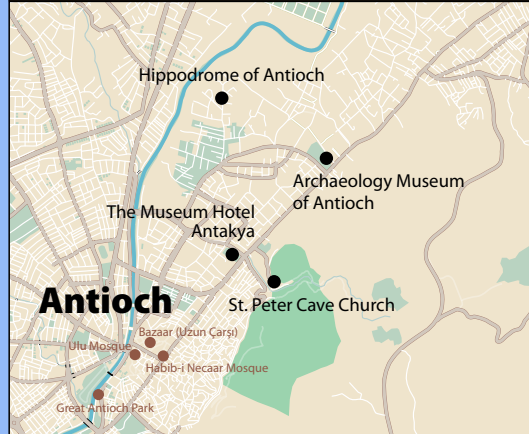 Hippodrome of Antioch
Archaeology Museum
of Antioch
The Museum Hotel
Antakya
Antioch
St. Peter Cave Church
Bazaar (Uzun Çarşı)
Ulu Mosque
Habib-i Necaar Mosque
Great Antioch Park